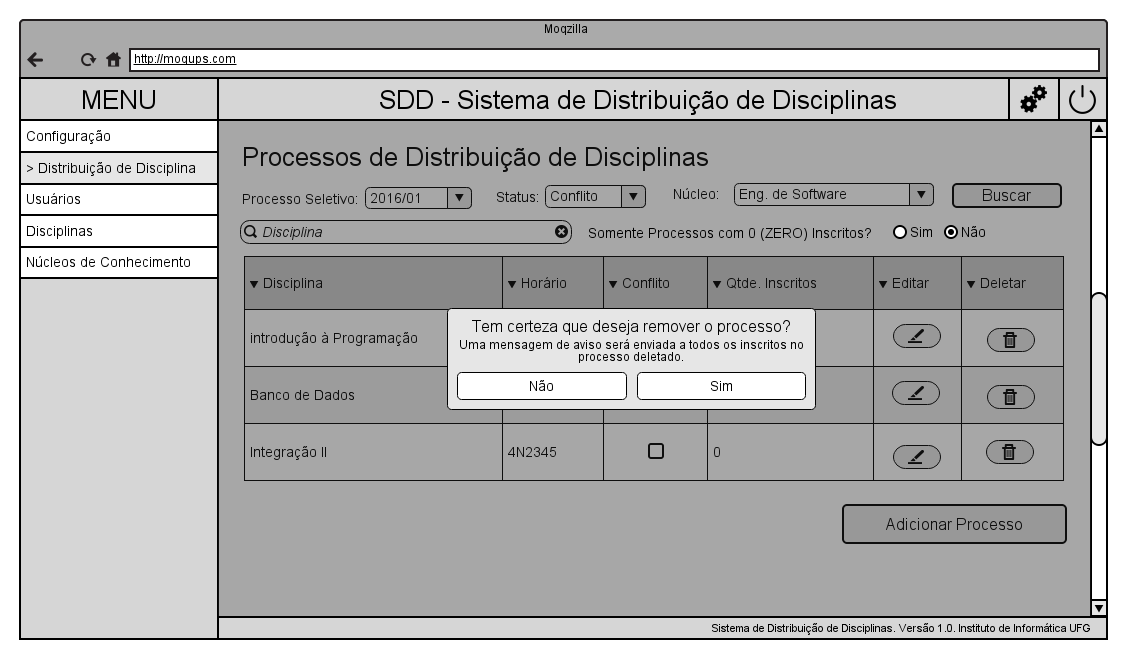 Moqzilla
http://moqups.com
MENU
SDD - Sistema de Distribuição de Disciplinas
Configuração
> Distribuição de Disciplina
Usuários
Disciplinas
Núcleos de Conhecimento
Processos de Distribuição de Disciplinas
Processo Seletivo: 2016/01 Status: Conflito Núcleo: Eng. de Software Buscar
Disciplina Somente Processos com 0 (ZERO) Inscritos? Sim Não
Disciplina Horário Conflito Qtde. Inscritos Editar Deletar
introdução à Programação
Tem certeza que deseja remover o processo?
Uma mensagem de aviso será enviada a todos os inscritos no
processo deletado.
Não Sim
Banco de Dados
Integração II 4N2345 0
Adicionar Processo
Sistema de Distribuição de Disciplinas. Versão 1.0. Instituto de Informática UFG